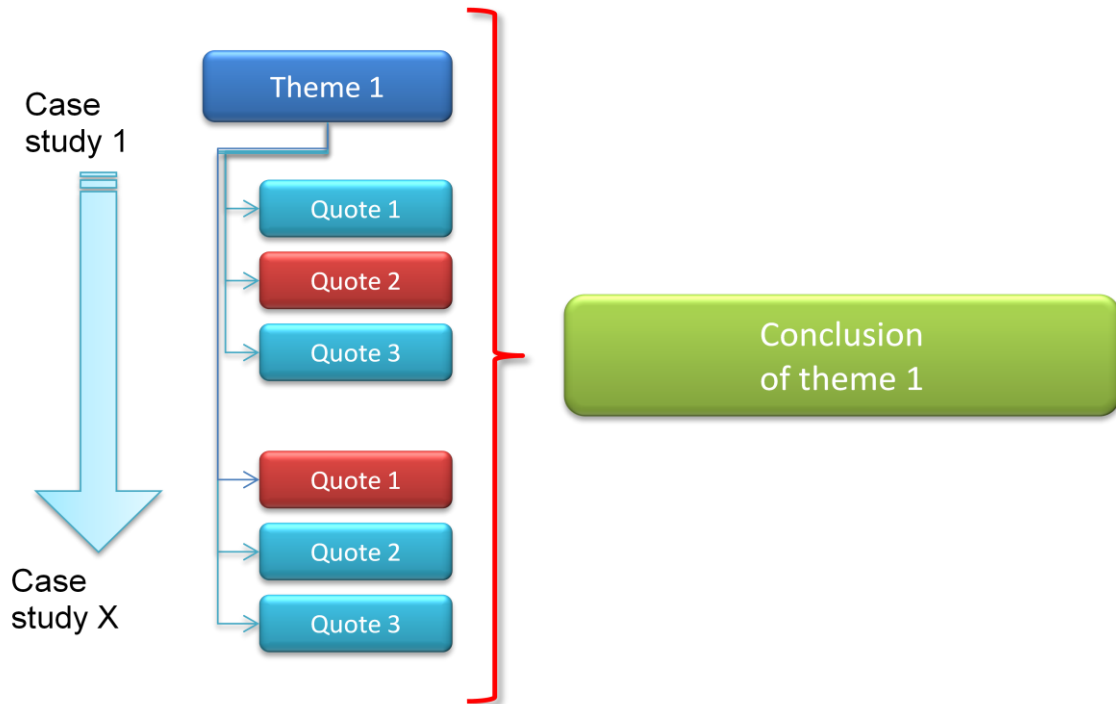 Case
study 1
Theme 1
Quote 1
Quote 2
Quote 3
Quote 1
Quote 2
Quote 3
Case
study X
Conclusion
of theme 1